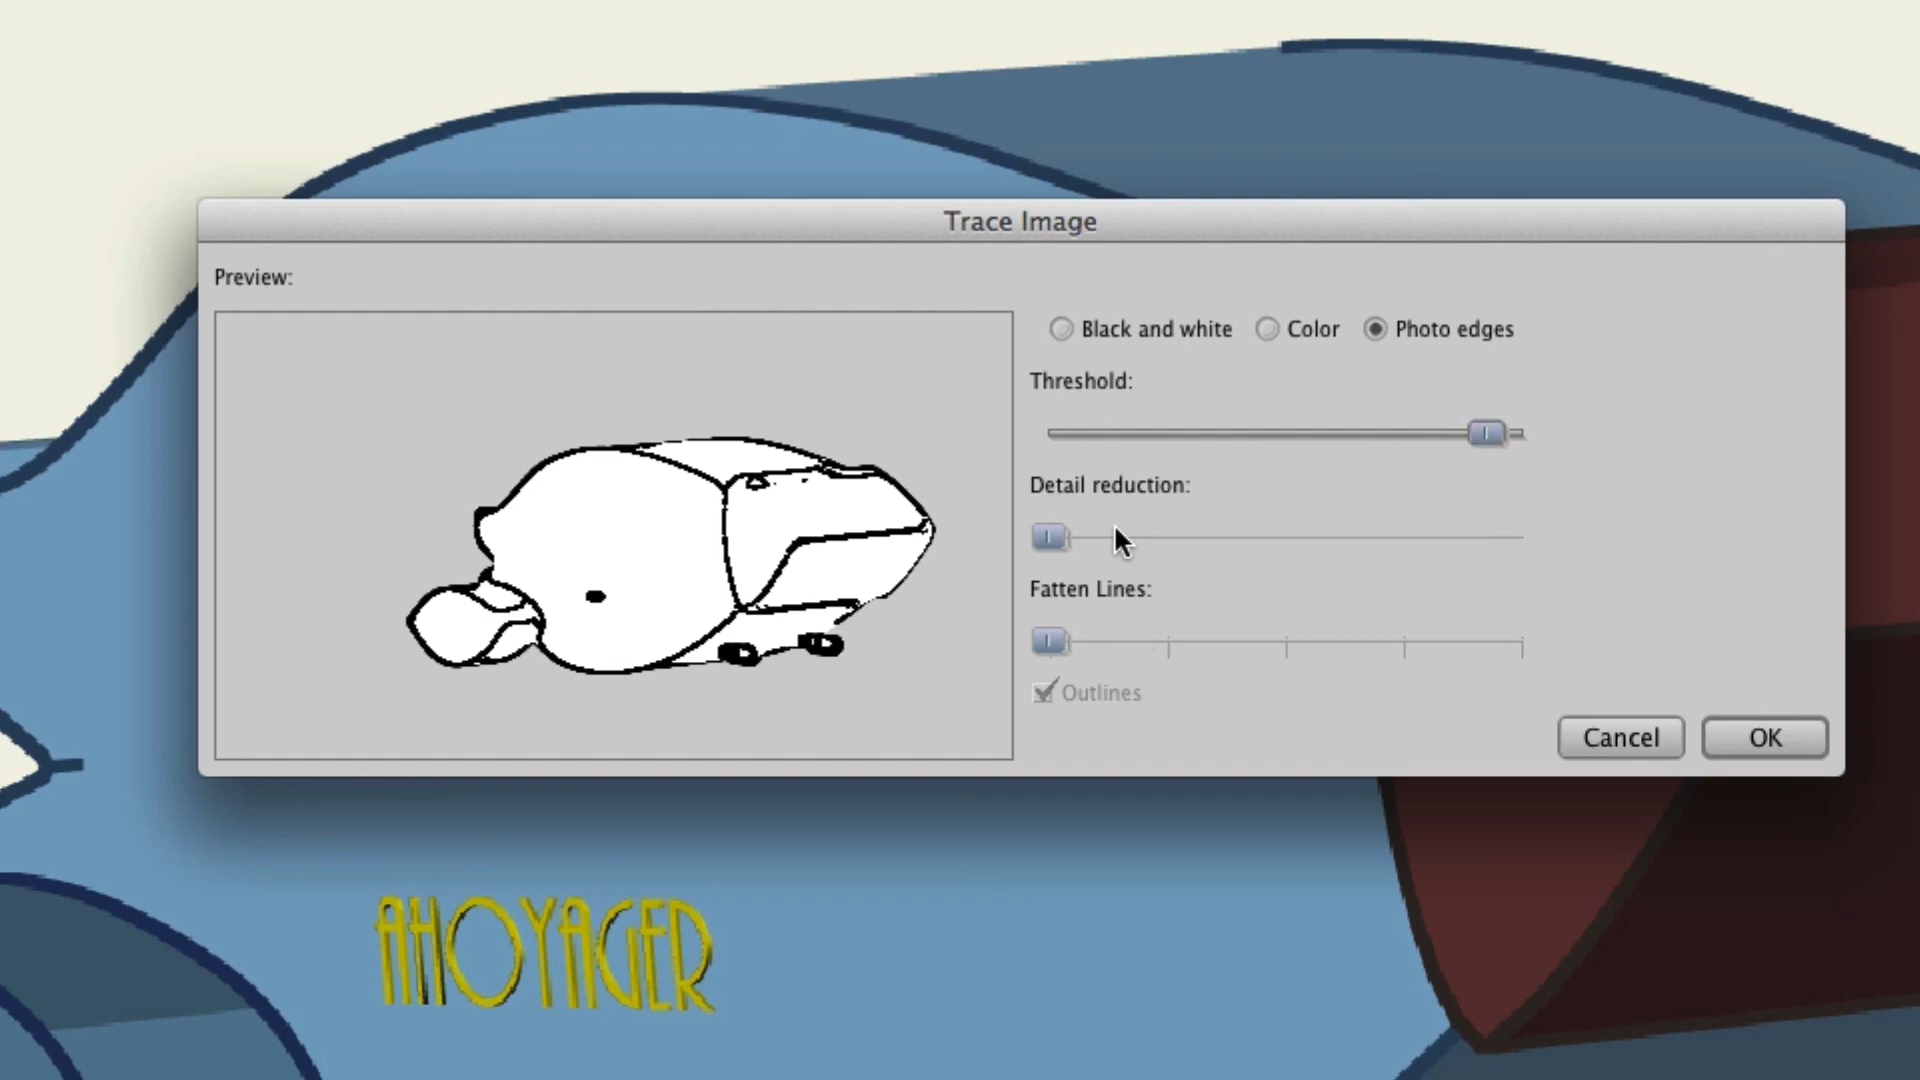 Trace Image
Preview:
Black and white Color Photo edges
Threshold:
Detail reduction:
Fatten Lines:
Outlines
Cancel OK
AHOYAGER